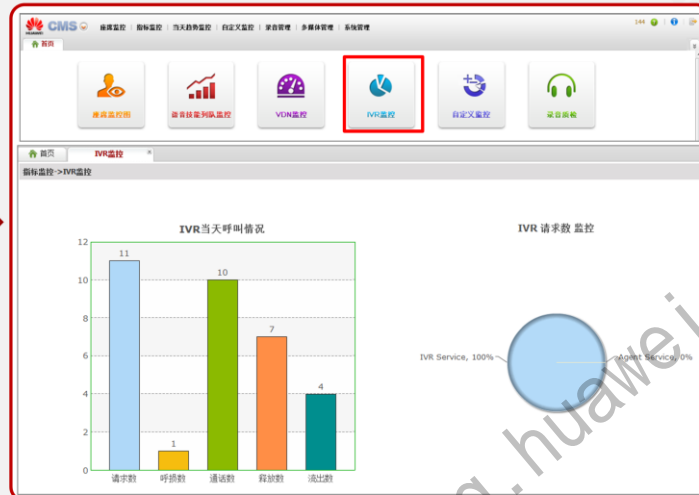 HUAWEI CMS 座席监控 | 指标监控 | 当天趋势监控 | 自定义监控 | 录音管理 | 多媒体管理 | 系统管理 144
首页
座席监控图 语音技能列队监控 VDN监控 IVR监控 自定义监控 录音质检
首页 IVR监控 ×
指标监控->IVR监控
IVR当天呼叫情况
IVR 请求数 监控
12
10
8
6
4
2
0
11
1
10
7
4
请求数 呼损数 通话数 释放数 流出数
IVR Service, 100%
Agent Service, 0%
.huawei